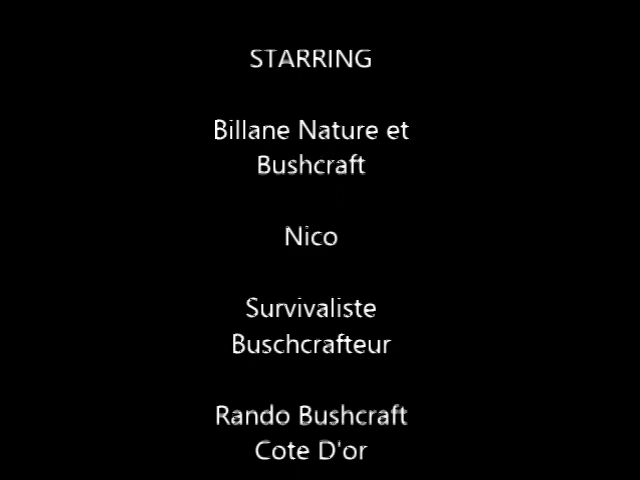 STARRING
Billane Nature et
Bushcraft
Nico
Survivaliste
Buschcrafteur
Rando Bushcraft
Cote D'or